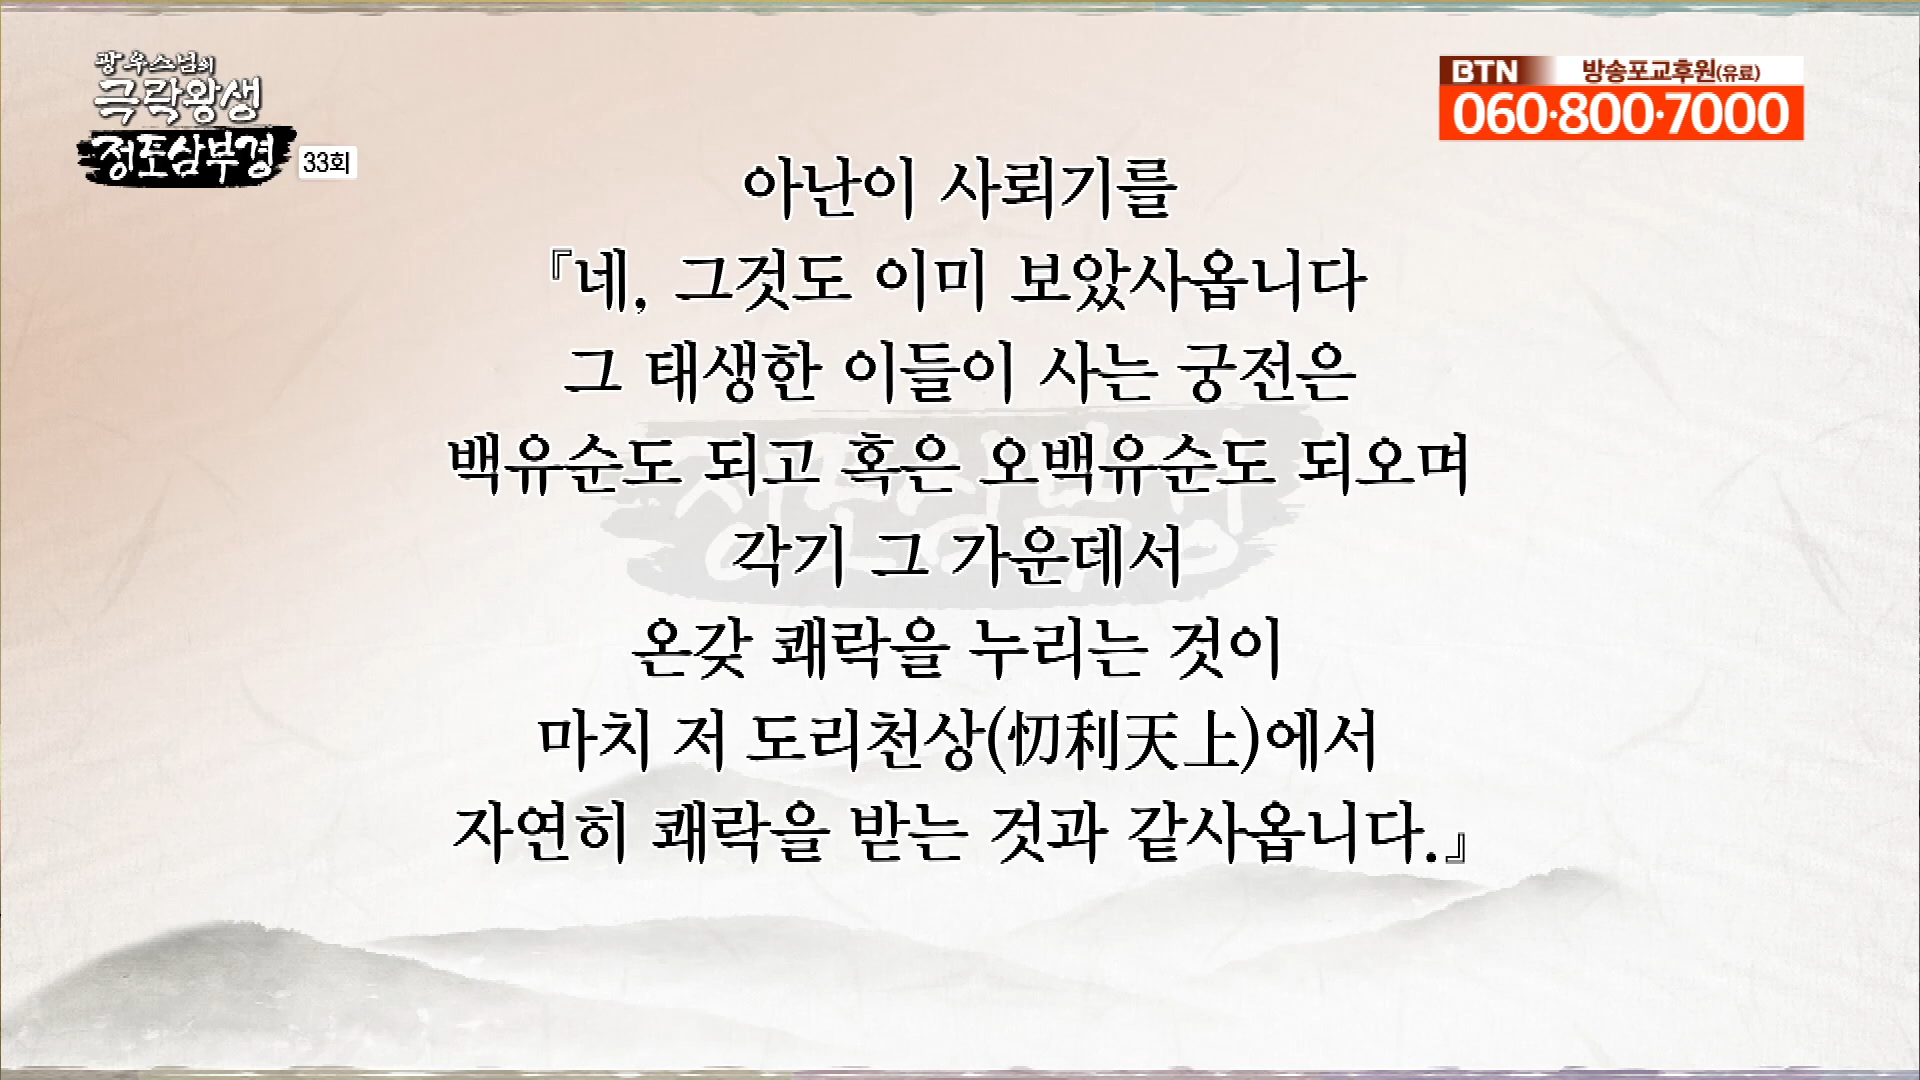 광우스님의
극락왕생
정토삼부경 33회
BTN 방송포교후원(유료)
060·800·7000
아난이 사뢰기를
『네, 그것도 이미 보았사옵니다
그 태생한 이들이 사는 궁전은
백유순도 되고 혹은 오백유순도 되오며
각기 그 가운데서
온갖 쾌락을 누리는 것이
마치 저 도리천상(忉利天上)에서
자연히 쾌락을 받는 것과 같사옵니다.』
정토삼부경